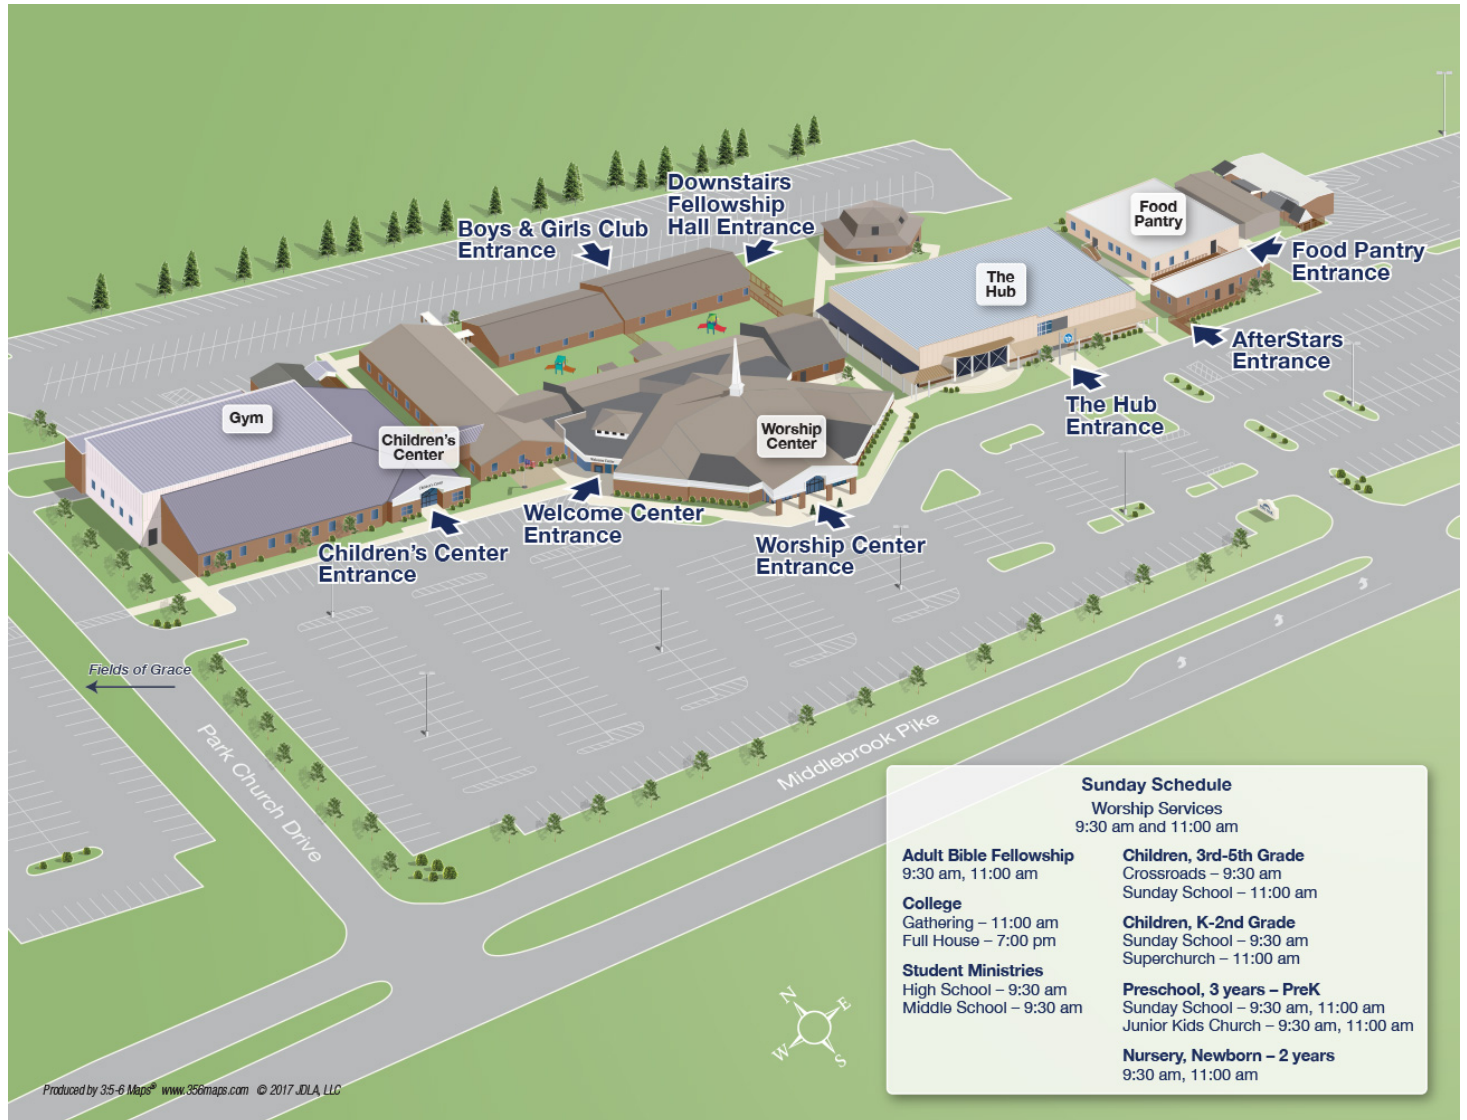 Downstairs
Fellowship
Hall Entrance
Boys & Girls Club
Entrance
Food
Pantry
Food Pantry
Entrance
The
Hub
AfterStars
Entrance
The Hub
Entrance
Gym
Children's
Center
Worship
Center
Children's Center
Welcome Center
Welcome Center
Entrance
Children's Center
Entrance
Worship Center
Entrance
Fields of Grace
Park Church Drive
Middlebrook Pike
Sunday Schedule
Worship Services
9:30 am and 11:00 am
Adult Bible Fellowship
9:30 am, 11:00 am
College
Gathering – 11:00 am
Full House – 7:00 pm
Student Ministries
High School – 9:30 am
Middle School – 9:30 am
Children, 3rd-5th Grade
Crossroads – 9:30 am
Sunday School – 11:00 am
Children, K-2nd Grade
Sunday School – 9:30 am
Superchurch – 11:00 am
Preschool, 3 years – PreK
Sunday School – 9:30 am, 11:00 am
Junior Kids Church – 9:30 am, 11:00 am
Nursery, Newborn – 2 years
9:30 am, 11:00 am
N
E
W
S
Produced by 3:5-6 Maps® www.356maps.com © 2017 JDLA, LLC